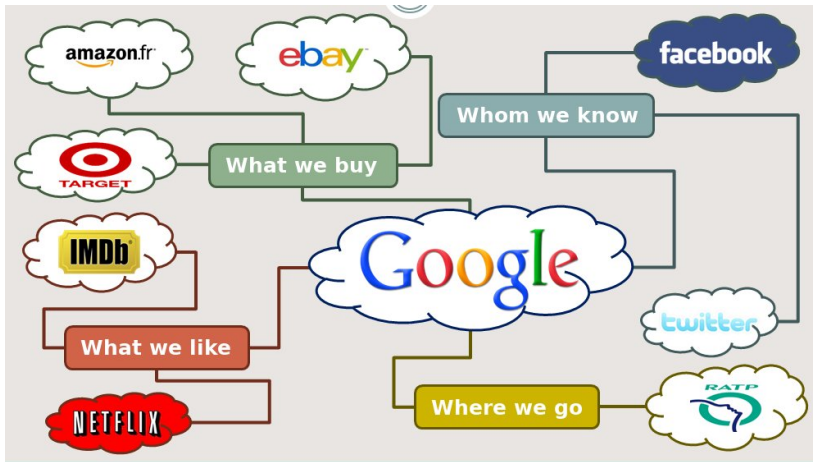 amazon.fr
ebay
facebook
Whom we know
TARGET
What we buy
IMDb
Google
twitter
What we like
NETFLIX
Where we go
RATP